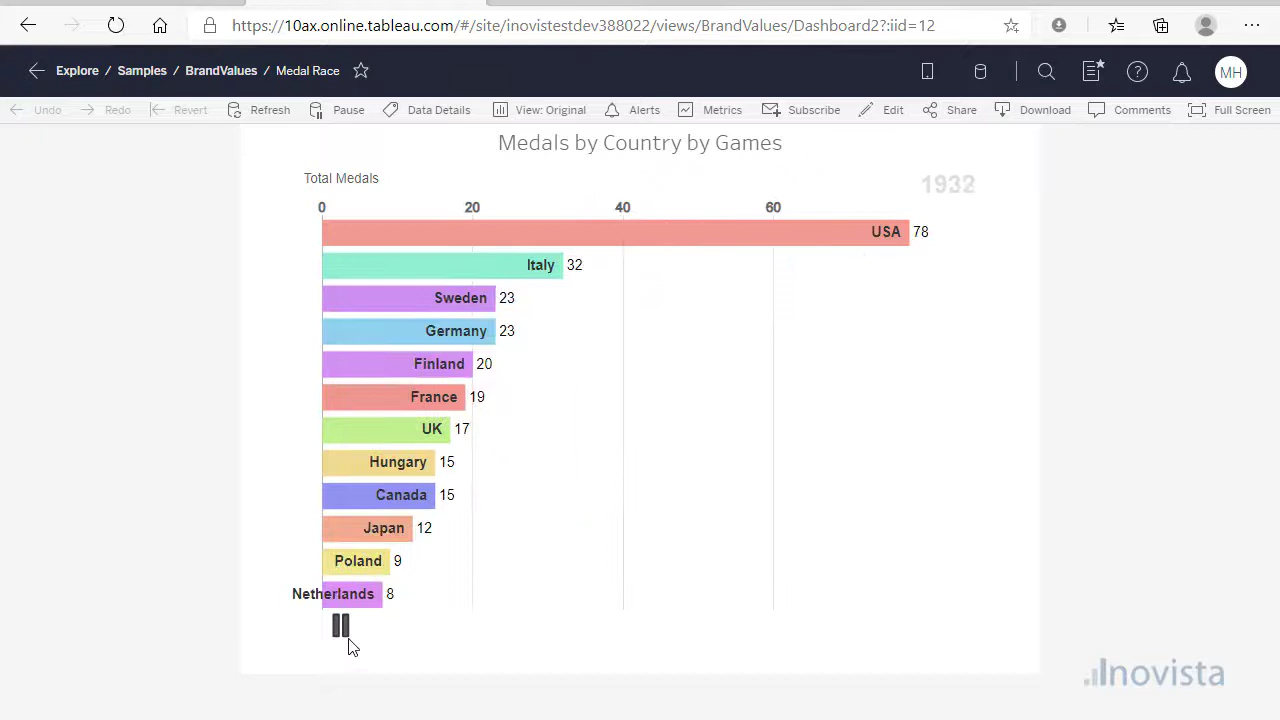 https://10ax.online.tableau.com/#/site/inovistestdev388022/views/BrandValues/Dashboard2?:iid=12
Explore / Samples / BrandValues / Medal Race
MH
Undo Redo Revert Refresh Pause Data Details View: Original Alerts Metrics Subscribe Edit Share Download Comments Full Screen
Medals by Country by Games
Total Medals
1932
0 20 40 60
USA 78
Italy 32
Sweden 23
Germany 23
Finland 20
France 19
UK 17
Hungary 15
Canada 15
Japan 12
Poland 9
Netherlands 8
Inovista